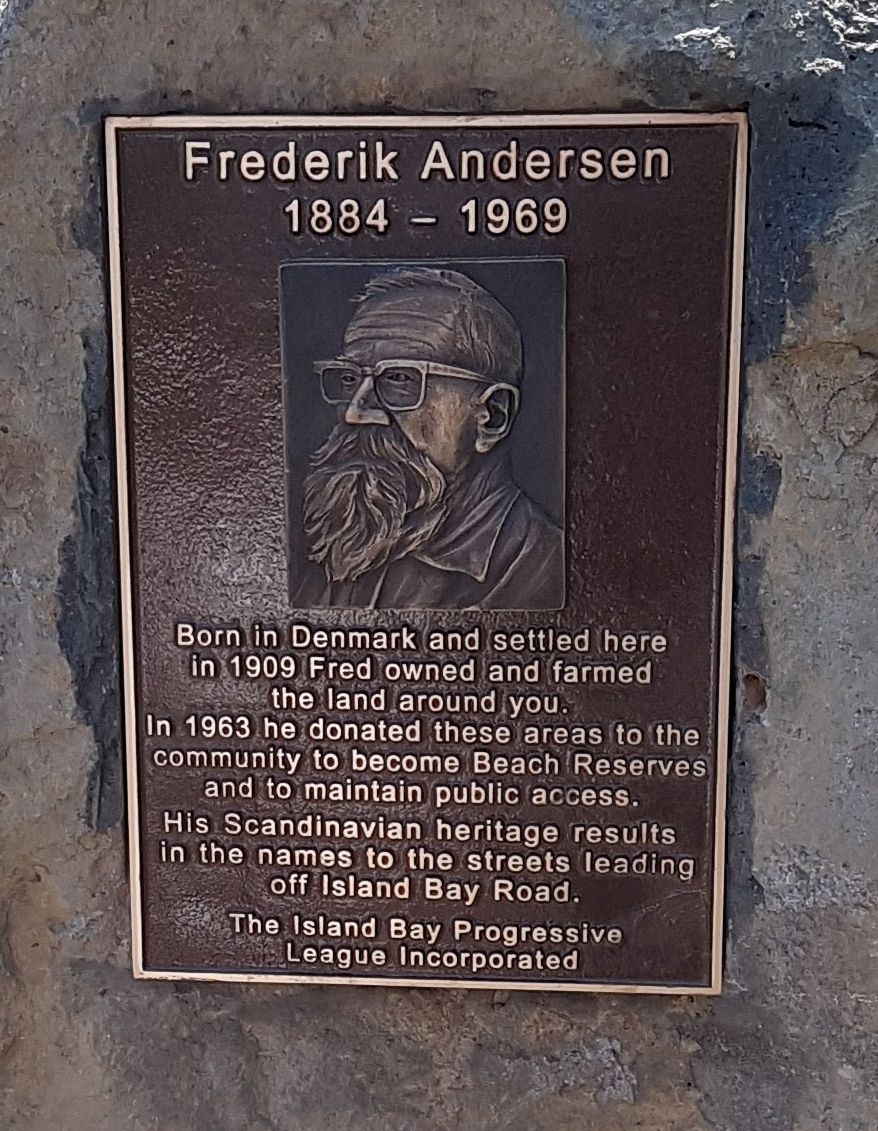 Frederik Andersen
1884 – 1969
Born in Denmark and settled here
in 1909 Fred owned and farmed
the land around you.
In 1963 he donated these areas to the
community to become Beach Reserves
and to maintain public access.
His Scandinavian heritage results
in the names to the streets leading
off Island Bay Road.
The Island Bay Progressive
League Incorporated